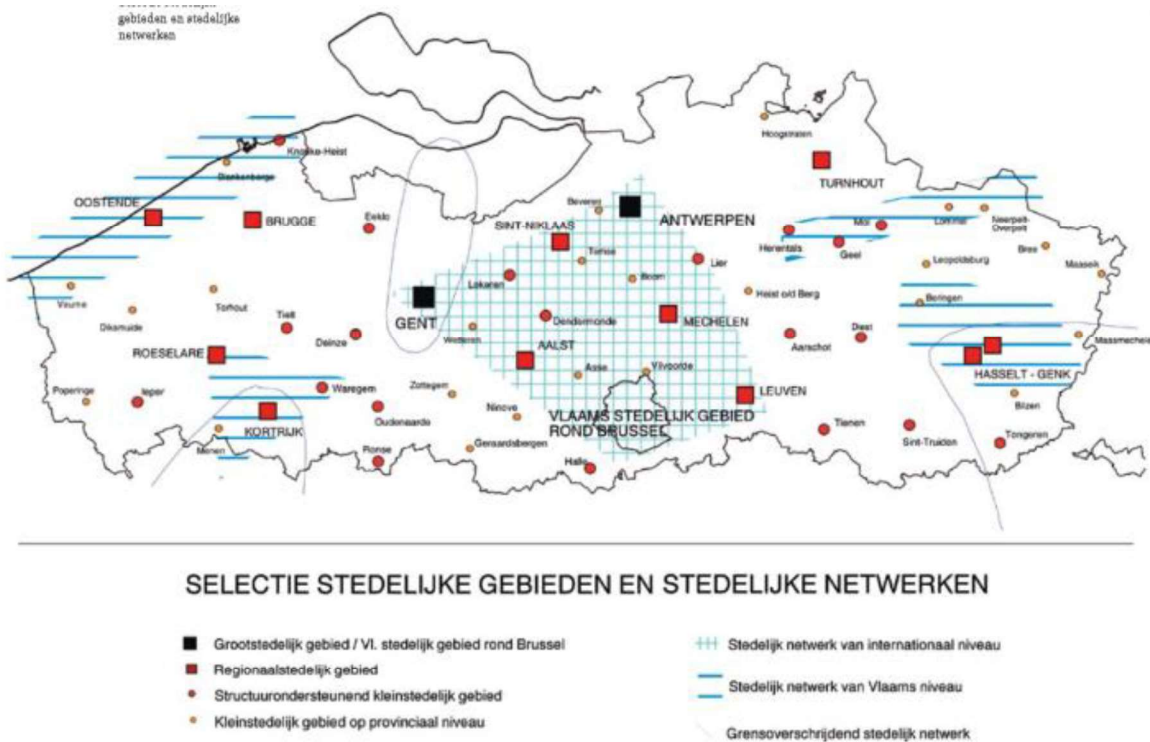 gebieden en stedelijke
netwerken
Hoogstraten
Knokke-Heist
Blankenberge
TURNHOUT
OOSTENDE
BRUGGE
Eeklo
Beveren
ANTWERPEN
SINT-NIKLAAS
Temse
Lier
Herentals
Mol
Geel
Lommel
Neerpelt-
Overpelt
Bree
Leopoldsburg
Maaseik
Veurne
Diksmuide
Torhout
Tielt
Deinze
GENT
Lokeren
Boom
Heist o/d Berg
Beringen
Wetteren
Dendermonde
MECHELEN
Aarschot
Diest
Maasmechele
ROESELARE
AALST
HASSELT - GENK
Poperinge
Ieper
Waregem
Zottegem
Asse
Vilvoorde
LEUVEN
Bilzen
KORTRIJK
Oudenaarde
Ninove
VLAAMS STEDELIJK GEBIED
ROND BRUSSEL
Menen
Ronse
Geraardsbergen
Halle
Tienen
Sint-Truiden
Tongeren
SELECTIE STEDELIJKE GEBIEDEN EN STEDELIJKE NETWERKEN
Grootstedelijk gebied / Vl. stedelijk gebied rond Brussel
Regionaalstedelijk gebied
Structuurondersteunend kleinstedelijk gebied
Kleinstedelijk gebied op provinciaal niveau
Stedelijk netwerk van internationaal niveau
Stedelijk netwerk van Vlaams niveau
Grensoverschrijdend stedelijk netwerk